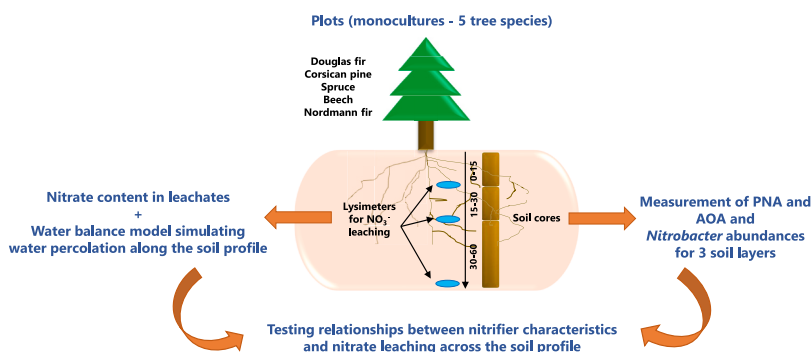 Plots (monocultures - 5 tree species)
Douglas fir
Corsican pine
Spruce
Beech
Nordmann fir
Nitrate content in leachates
+
Water balance model simulating
water percolation along the soil profile
Lysimeters
for NO₃⁻
leaching
0-15
15-30
30-60
Soil cores
Measurement of PNA and
AOA and
Nitrobacter abundances
for 3 soil layers
Testing relationships between nitrifier characteristics
and nitrate leaching across the soil profile